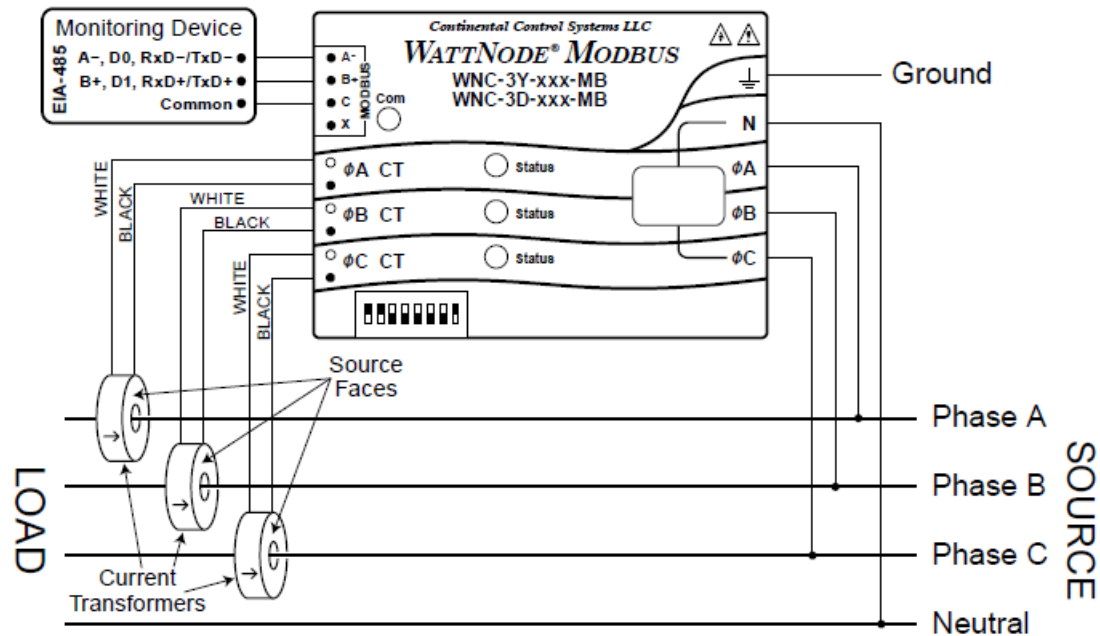 Monitoring Device
EIA-485
A−, D0, RxD−/TxD−
B+, D1, RxD+/TxD+
Common
Continental Control Systems LLC
WATTNODE® MODBUS
WNC-3Y-xxx-MB
WNC-3D-xxx-MB
A-
B+
C
X
MODBUS
Com
Ground
N
ϕA CT
Status
ϕA
ϕB CT
Status
ϕB
ϕC CT
Status
ϕC
WHITE
BLACK
WHITE
BLACK
WHITE
BLACK
Source
Faces
Phase A
Phase B
Phase C
Neutral
LOAD
SOURCE
Current
Transformers